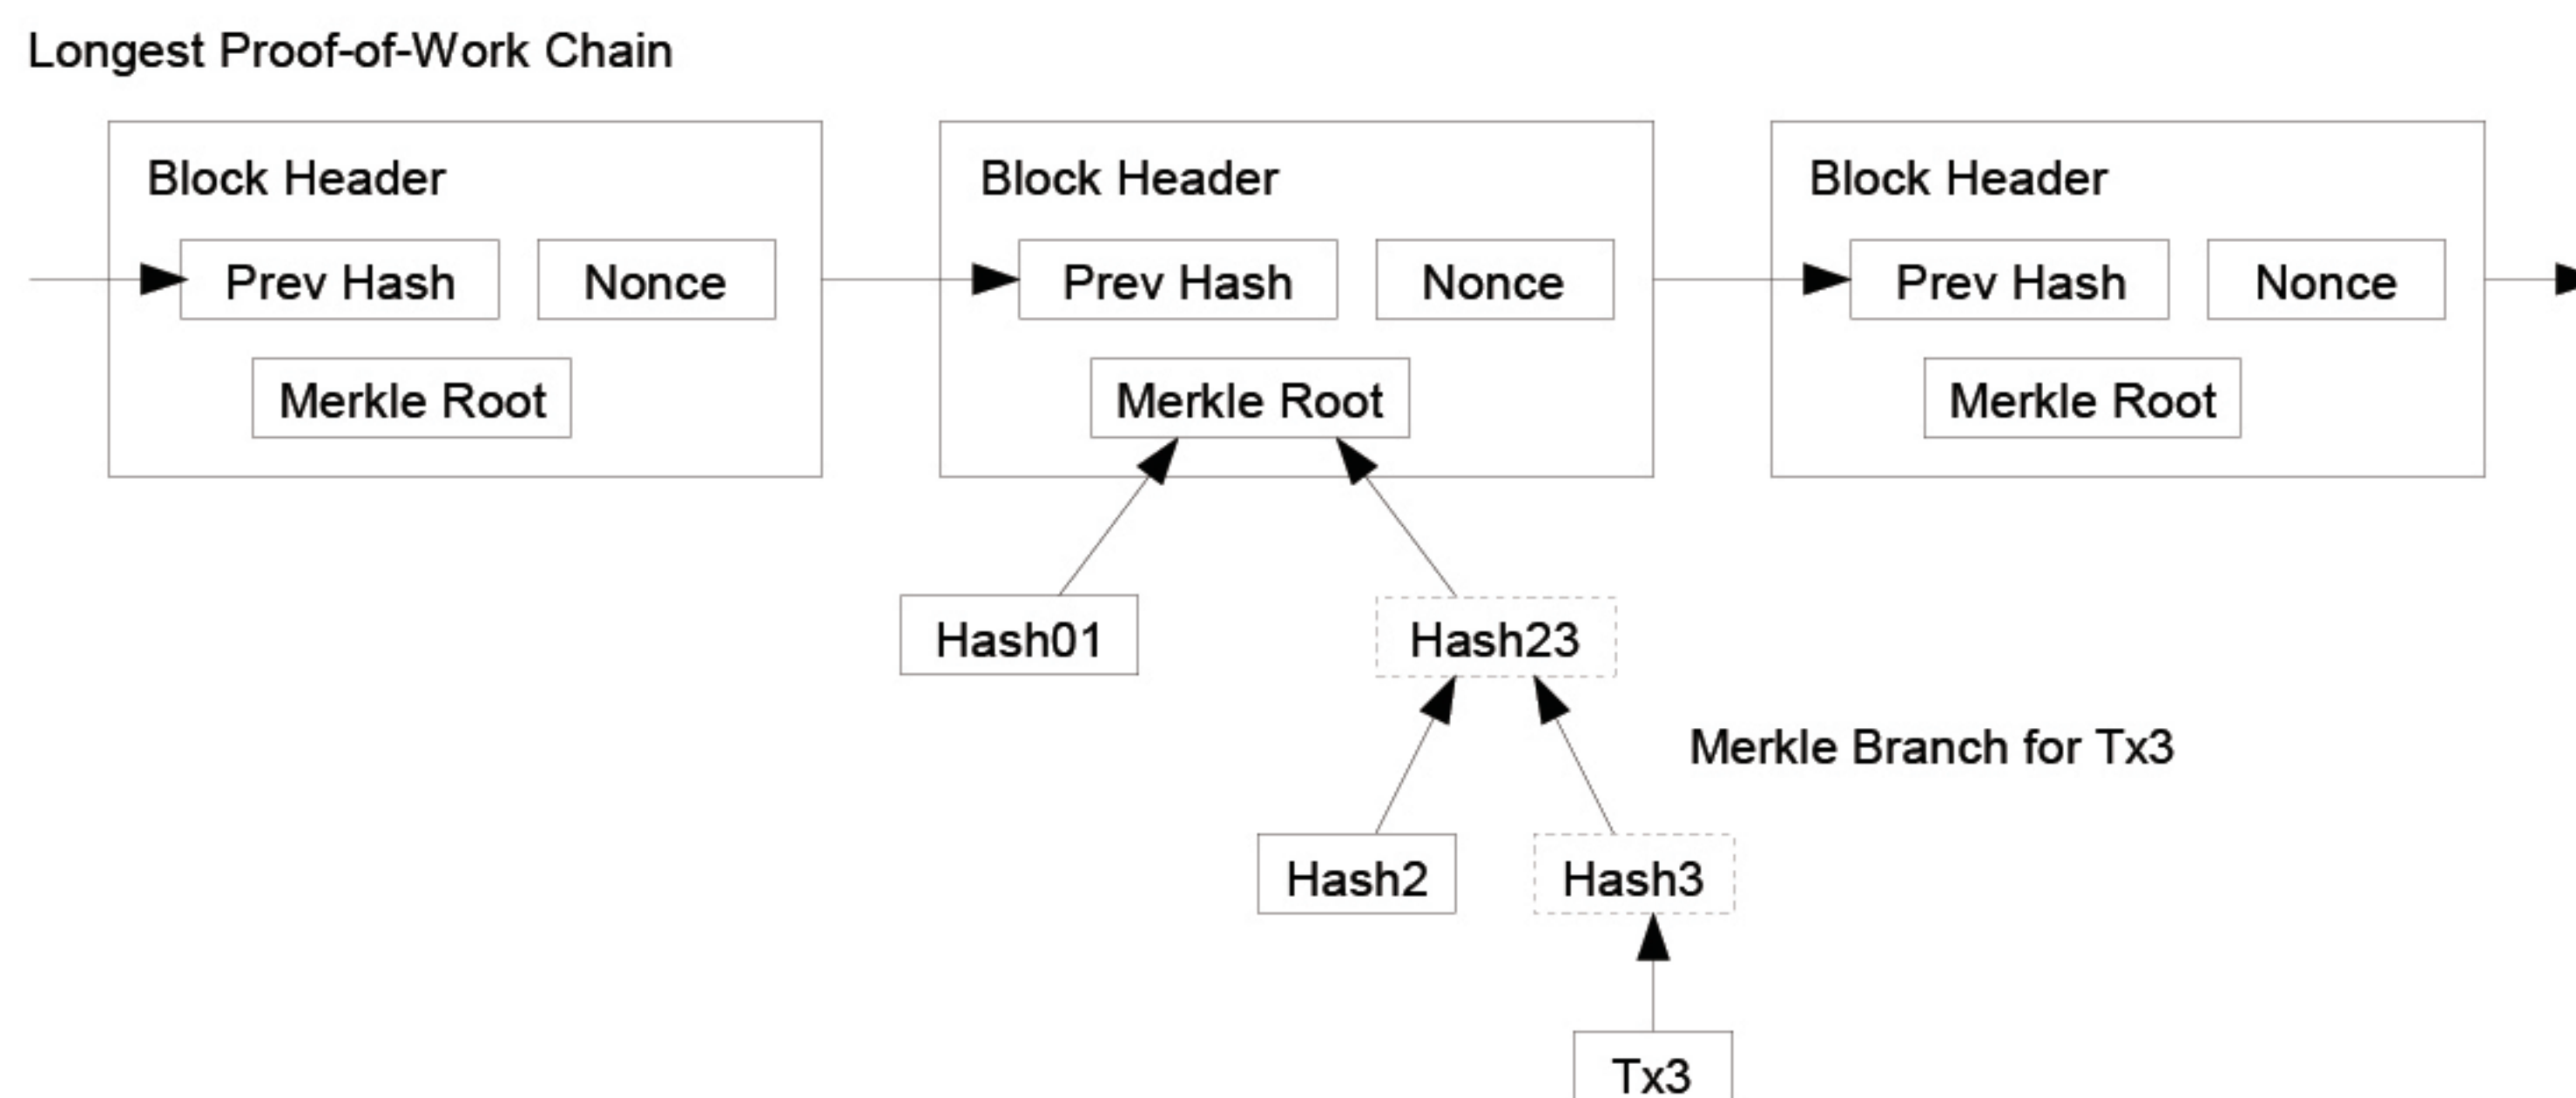 Longest Proof-of-Work Chain
Block Header
Block Header
Block Header
Prev Hash
Nonce
Prev Hash
Nonce
Prev Hash
Nonce
Merkle Root
Merkle Root
Merkle Root
Hash01
Hash23
Merkle Branch for Tx3
Hash2
Hash3
Tx3